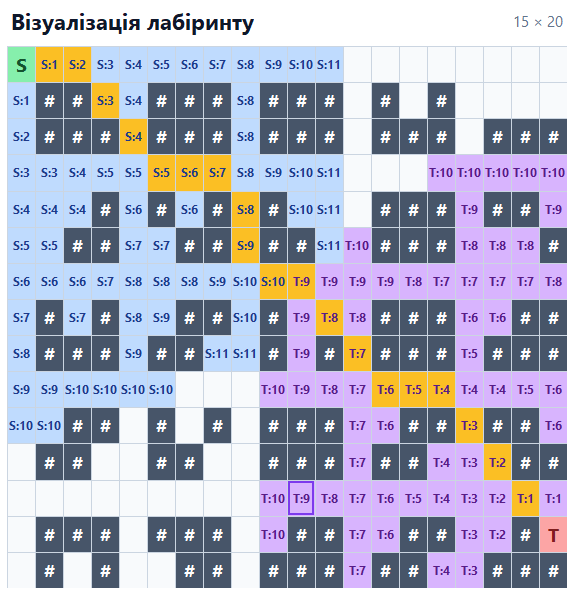 Візуалізація лабіринту 15 × 20
S S:1 S:2 S:3 S:4 S:5 S:6 S:7 S:8 S:9 S:10 S:11
S:1 # # S:3 S:4 # # # S:8 # # # # #
S:2 # # # S:4 # # # S:8 # # # # # # # # #
S:3 S:3 S:4 S:5 S:5 S:5 S:6 S:7 S:8 S:9 S:10 S:11 T:10 T:10 T:10 T:10 T:10
S:4 S:4 S:4 # S:6 # S:6 # S:8 # S:10 S:11 # # # T:9 # # T:9
S:5 S:5 # # S:7 S:7 # # S:9 # # S:11 T:10 # # # T:8 T:8 T:8 #
S:6 S:6 S:6 S:7 S:8 S:8 S:8 S:9 S:10 S:10 T:9 T:9 T:9 T:9 T:8 T:7 T:7 T:7 T:7 T:8
S:7 # S:7 # S:8 S:9 # # S:10 # T:9 T:8 T:8 # # # T:6 T:6 # #
S:8 # # # S:9 # # S:11 S:11 # T:9 # T:7 # # # T:5 # # #
S:9 S:9 S:10 S:10 S:10 S:10 T:10 T:9 T:8 T:7 T:6 T:5 T:4 T:4 T:4 T:5 T:6
S:10 S:10 # # # # # # # T:7 T:6 # # T:3 # # T:6
# # # # # # # T:7 # # T:4 T:3 T:2 # #
T:10 T:9 T:8 T:7 T:6 T:5 T:4 T:3 T:2 T:1 T:1
# # # # # # T:10 # # # T:7 T:6 # # T:3 T:2 # T
# # # # # # # T:7 # # T:4 T:3 # # #